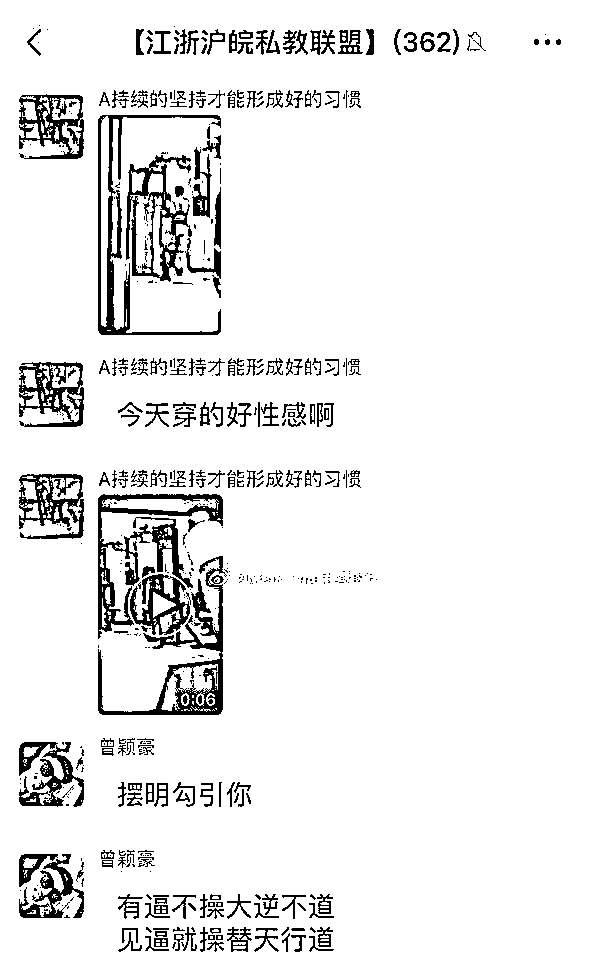 【江浙沪皖私教联盟】(362)
A持续的坚持才能形成好的习惯
A持续的坚持才能形成好的习惯
今天穿的好性感啊
A持续的坚持才能形成好的习惯
0:06
曾颖豪
摆明勾引你
曾颖豪
有逼不操大逆不道
见逼就操替天行道